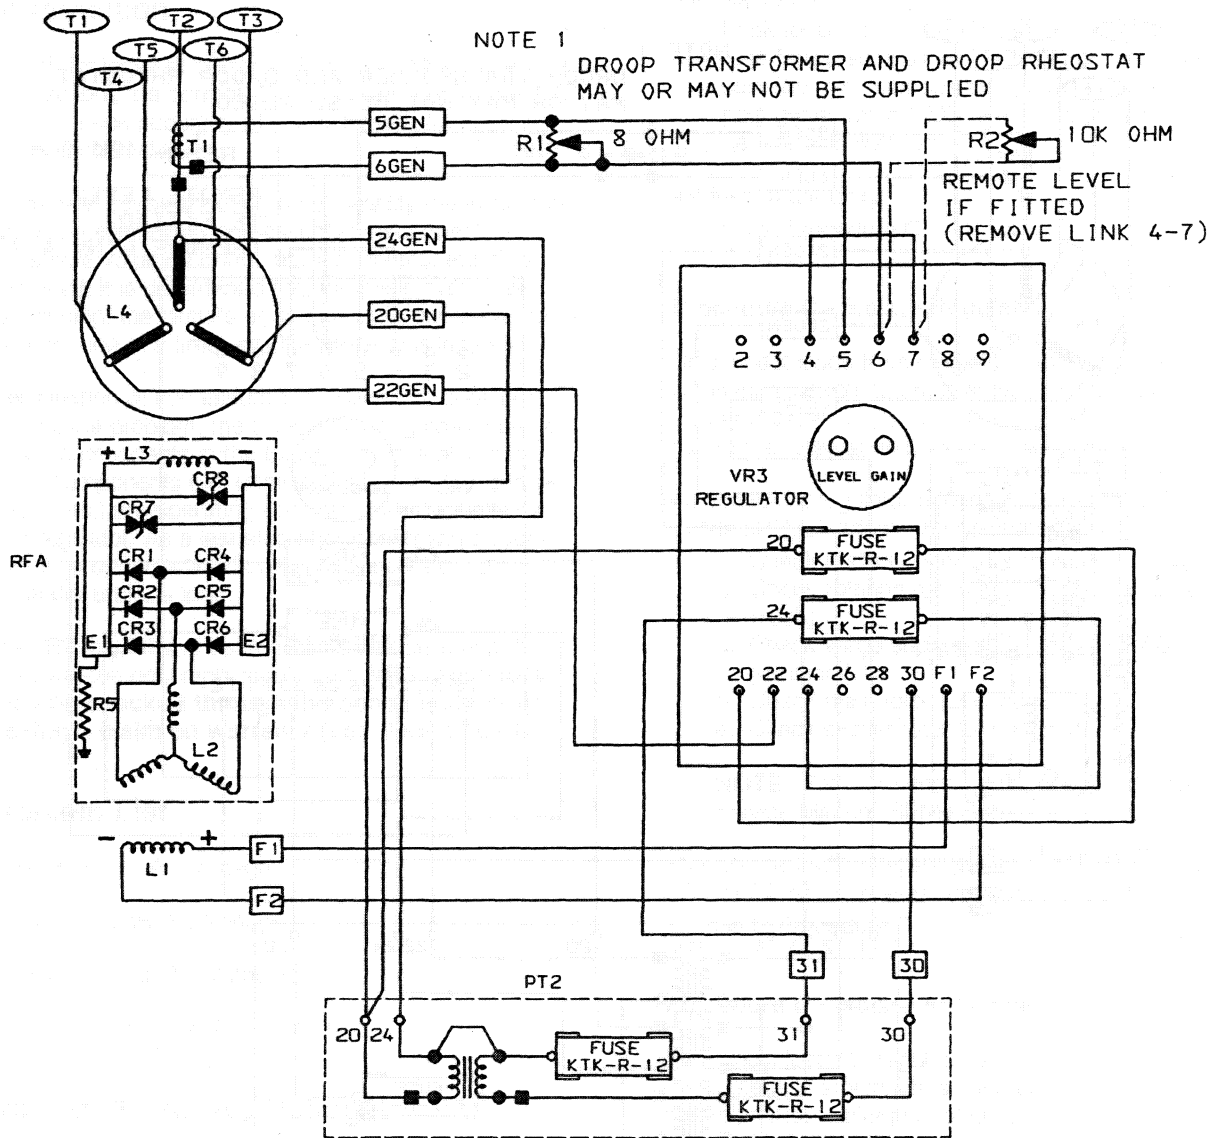 T1
T2
T3
T5
T6
T4
NOTE 1
DROOP TRANSFORMER AND DROOP RHEOSTAT
MAY OR MAY NOT BE SUPPLIED
5GEN
T1
R1
8 OHM
R2
10K OHM
6GEN
REMOTE LEVEL
IF FITTED
(REMOVE LINK 4-7)
24GEN
L4
20GEN
2 3 4 5 6 7 8 9
22GEN
+ L3 -
CR8
VR3
REGULATOR
LEVEL GAIN
CR7
20
FUSE
KTK-R-12
RFA
CR1 CR4
CR2 CR5
24
FUSE
KTK-R-12
CR3 CR6
E1 E2
20 22 24 26 28 30 F1 F2
R5
L2
- +
L1
F1
F2
31
30
PT2
20 24
31
30
FUSE
KTK-R-12
FUSE
KTK-R-12